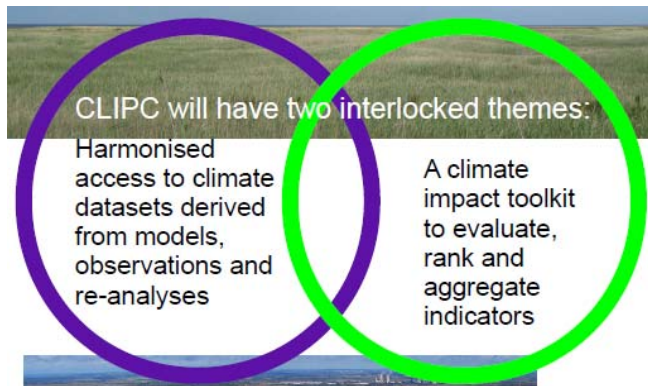 CLIPC will have two interlocked themes:
Harmonised
access to climate
datasets derived
from models,
observations and
re-analyses
A climate
impact toolkit
to evaluate,
rank and
aggregate
indicators